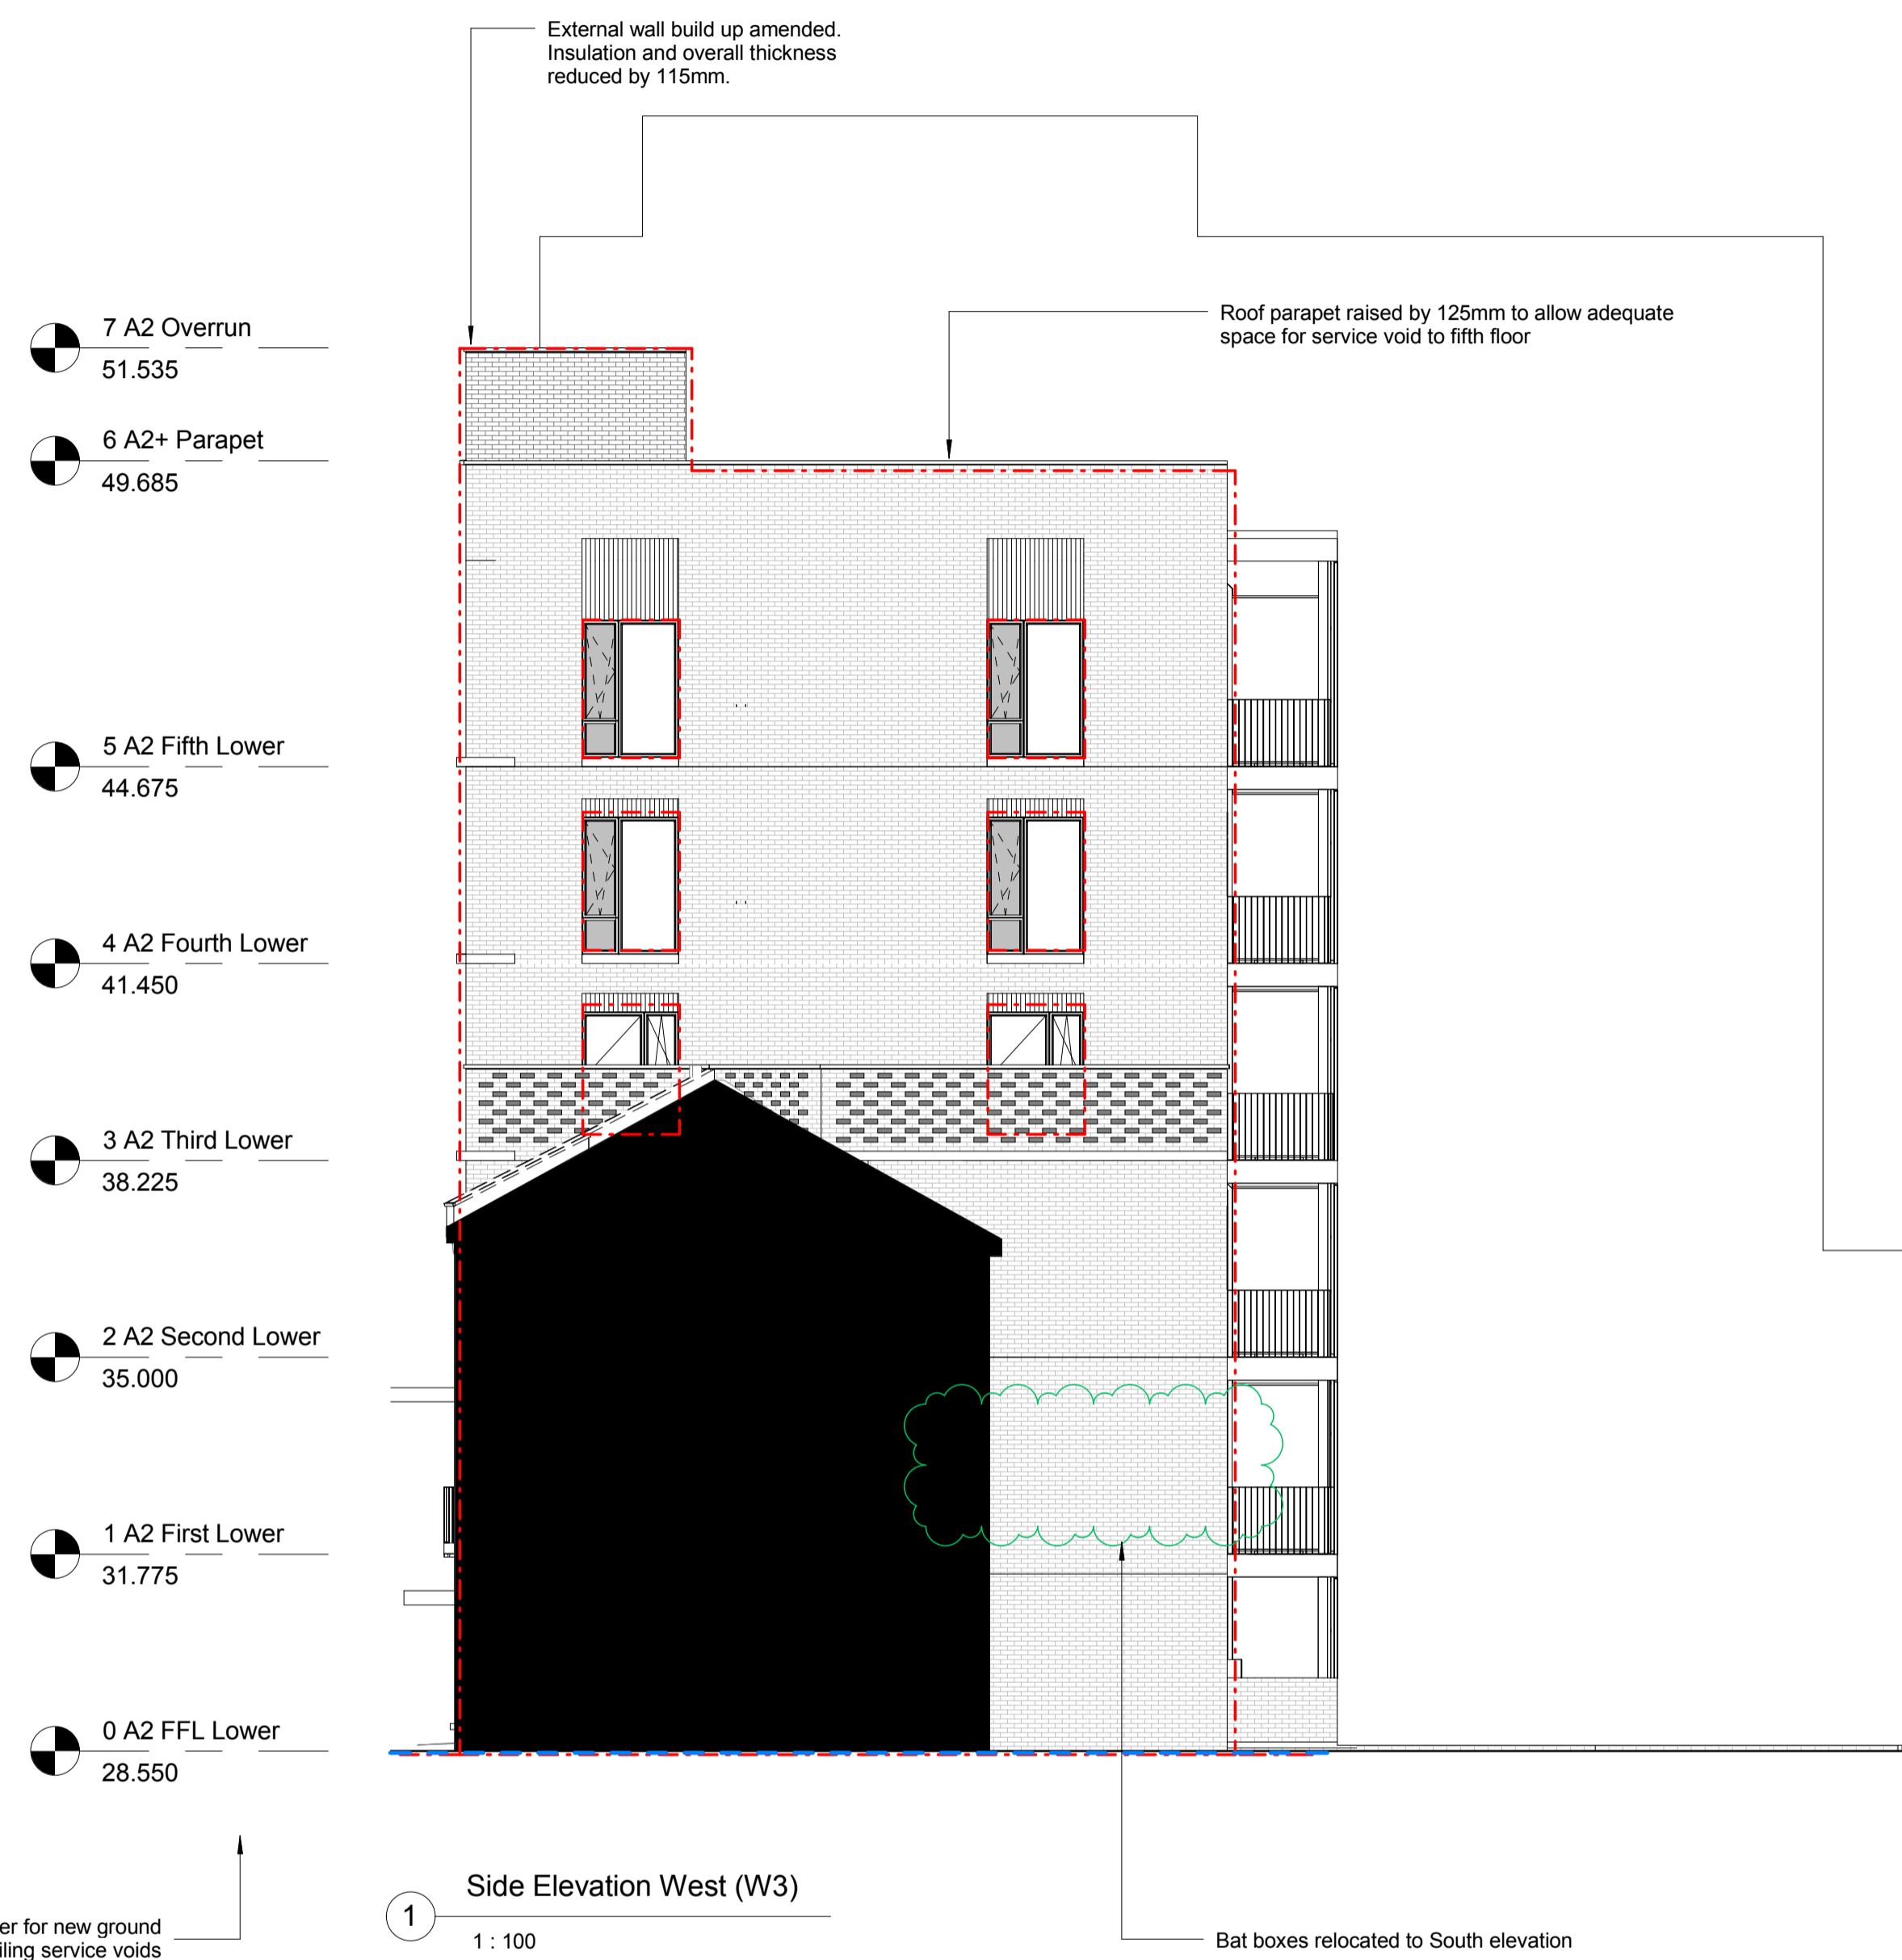 External wall build up amended.
Insulation and overall thickness
reduced by 115mm.
Roof parapet raised by 125mm to allow adequate
space for service void to fifth floor
7 A2 Overrun
51.535
6 A2+ Parapet
49.685
5 A2 Fifth Lower
44.675
4 A2 Fourth Lower
41.450
3 A2 Third Lower
38.225
2 A2 Second Lower
35.000
1 A2 First Lower
31.775
0 A2 FFL Lower
28.550
1
Side Elevation West (W3)
1 : 100
for new ground
service voids
Bat boxes relocated to South elevation